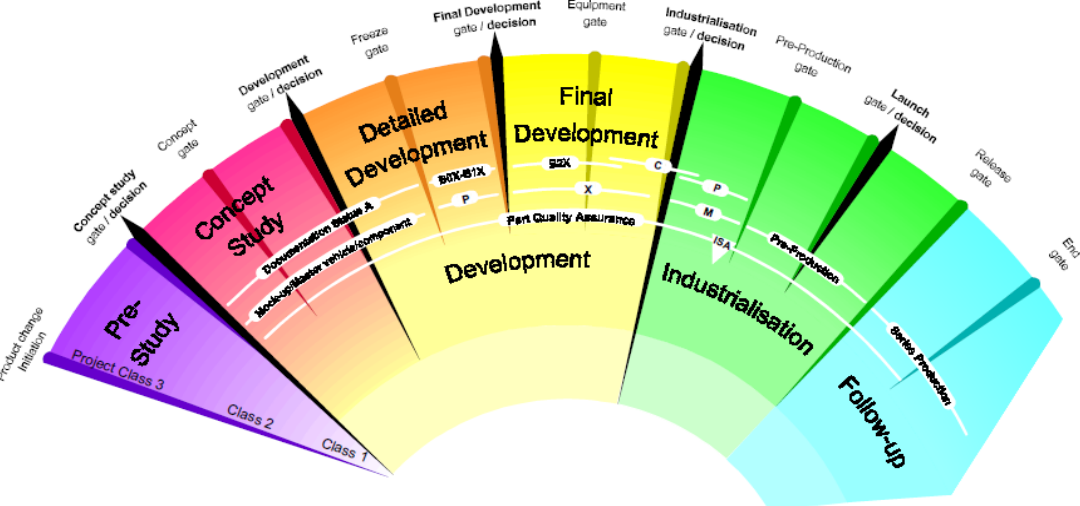 Product change
Initiation
Concept study
gate / decision
Concept
gate
Development
gate / decision
Freeze
gate
Final Development
gate / decision
Equipment
gate
Industrialisation
gate / decision
Pre-Production
gate
Launch
gate / decision
Release
gate
End
gate
Pre-
Study
Project Class 3
Class 2
Class 1
Concept
Study
Detailed
Development
Final
Development
Documentation Status A
B0X-B1X
B2X
C
P
Mock-up/Master vehicle/component
P
X
M
Part Quality Assurance
ISA
Pre-Production
Series Production
Development
Industrialisation
Follow-up